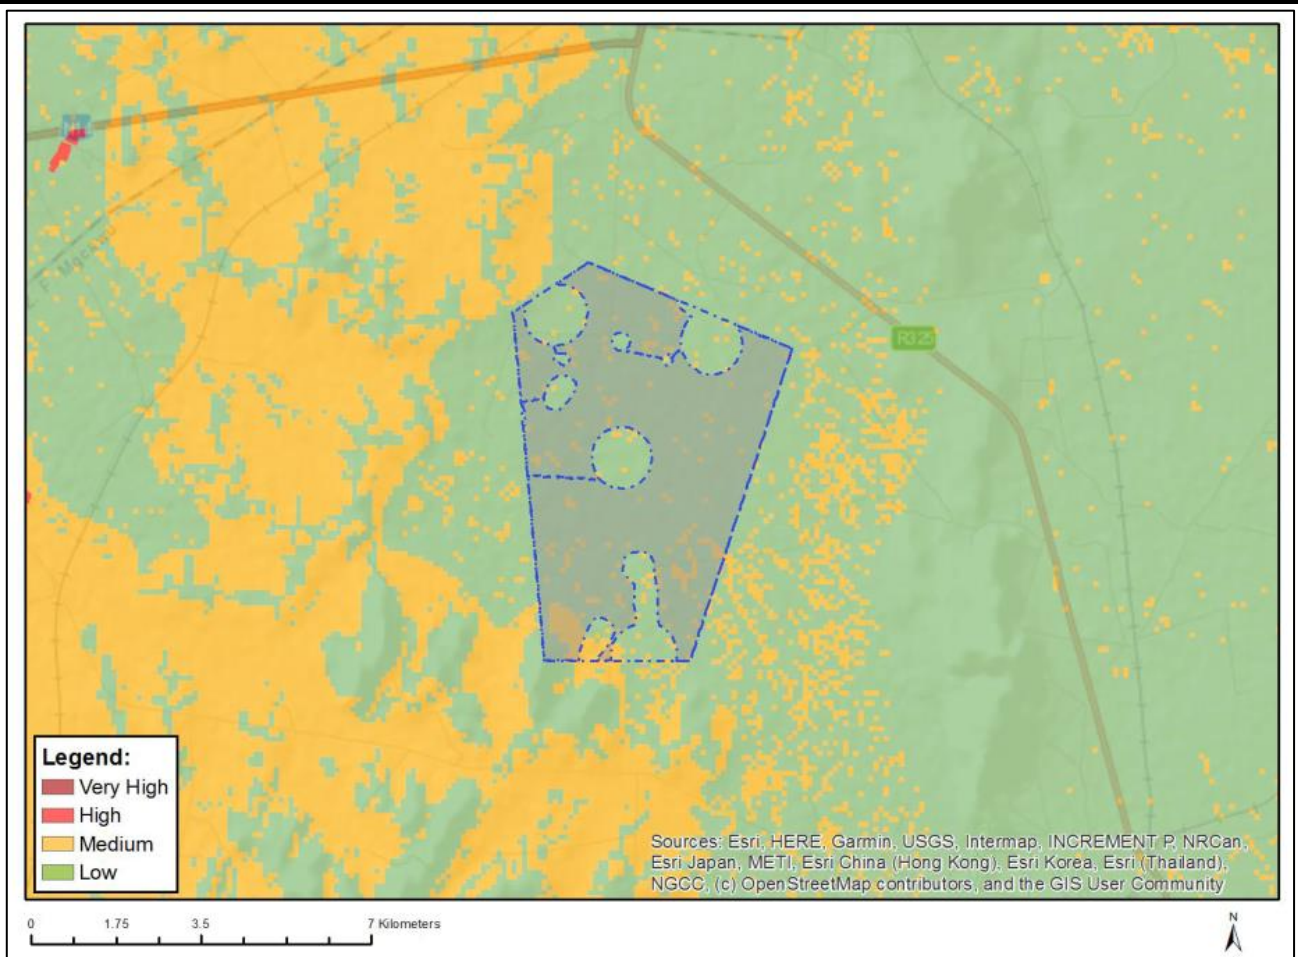 R325
Legend:
Very High
High
Medium
Low
Sources: Esri, HERE, Garmin, USGS, Intermap, INCREMENT P, NRCan,
Esri Japan, METI, Esri China (Hong Kong), Esri Korea, Esri (Thailand),
NGCC, (c) OpenStreetMap contributors, and the GIS User Community
0 1.75 3.5 7 Kilometers
N